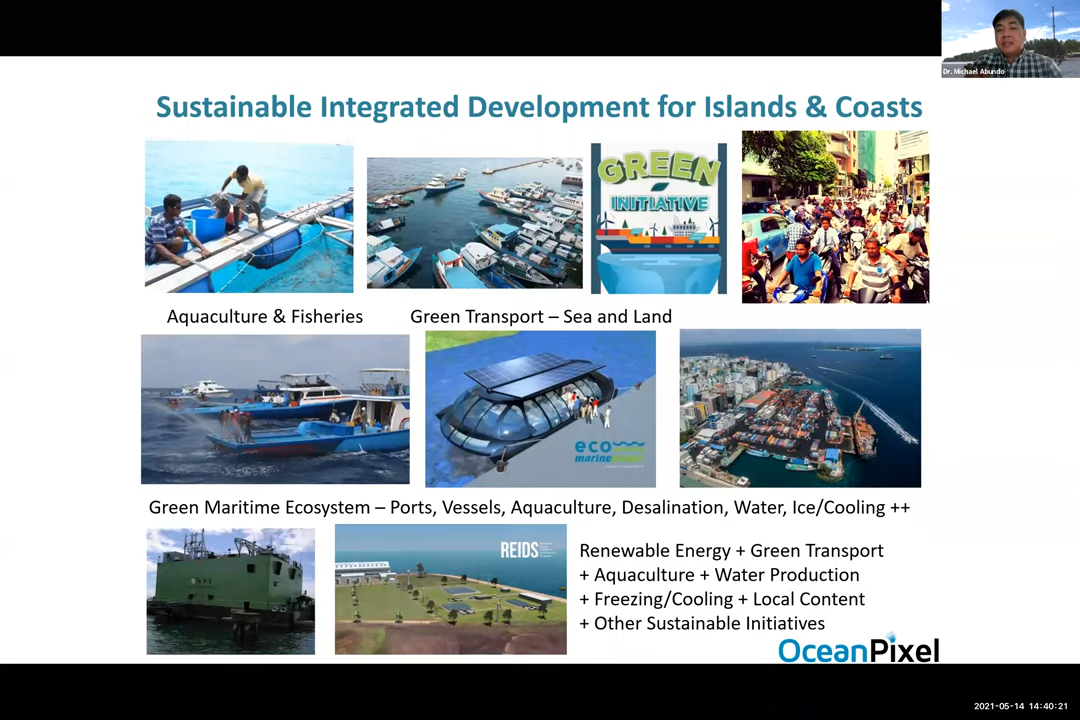 Dr. Michael Abundo
Sustainable Integrated Development for Islands & Coasts
GREEN
INITIATIVE
Aquaculture & Fisheries
Green Transport – Sea and Land
eco
marine
Green Maritime Ecosystem – Ports, Vessels, Aquaculture, Desalination, Water, Ice/Cooling ++
REIDS
Renewable Energy + Green Transport
+ Aquaculture + Water Production
+ Freezing/Cooling + Local Content
+ Other Sustainable Initiatives
OceanPixel
2021-05-14 14:40:21